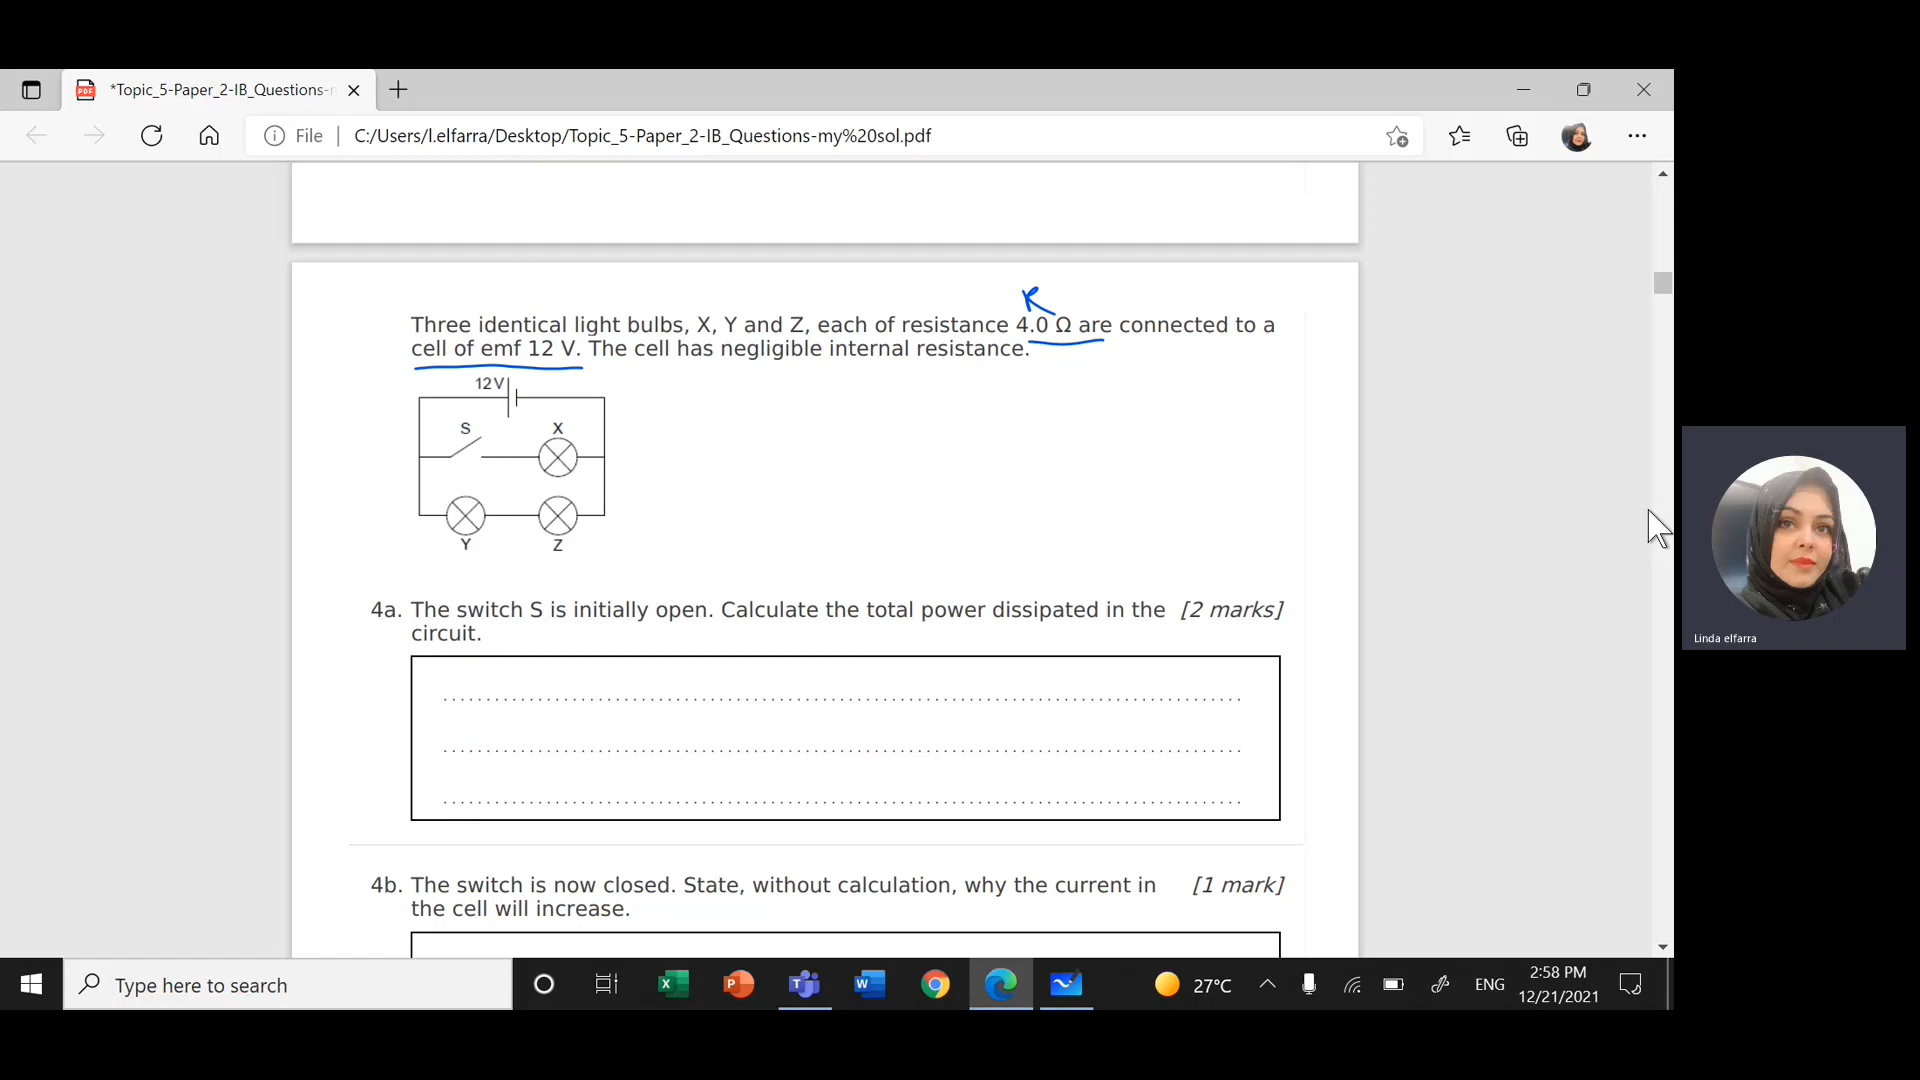 *Topic_5-Paper_2-IB_Questions-m
File
C:/Users/l.elfarra/Desktop/Topic_5-Paper_2-IB_Questions-my%20sol.pdf
R
Three identical light bulbs, X, Y and Z, each of resistance 4.0 Ω are connected to a
cell of emf 12 V. The cell has negligible internal resistance.
12V
S X
Y Z
4a. The switch S is initially open. Calculate the total power dissipated in the [2 marks]
circuit.
4b. The switch is now closed. State, without calculation, why the current in [1 mark]
the cell will increase.
Linda elfarra
Type here to search
27°C
ENG
2:58 PM
12/21/2021